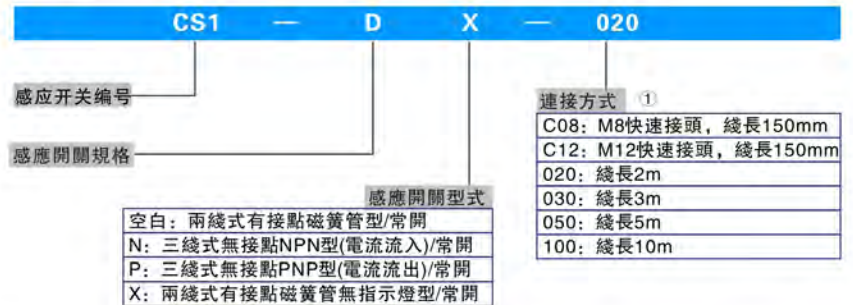 CS1 — D X — 020
感应开关编号
感應開關規格
感應開關型式
空白：兩綫式有接點磁簧管型/常開
N：三綫式無接點NPN型(電流流入)/常開
P：三綫式無接點PNP型(電流流出)/常開
X：兩綫式有接點磁簧管無指示燈型/常開
連接方式 ①
C08：M8快速接頭，綫長150mm
C12：M12快速接頭，綫長150mm
020：綫長2m
030：綫長3m
050：綫長5m
100：綫長10m